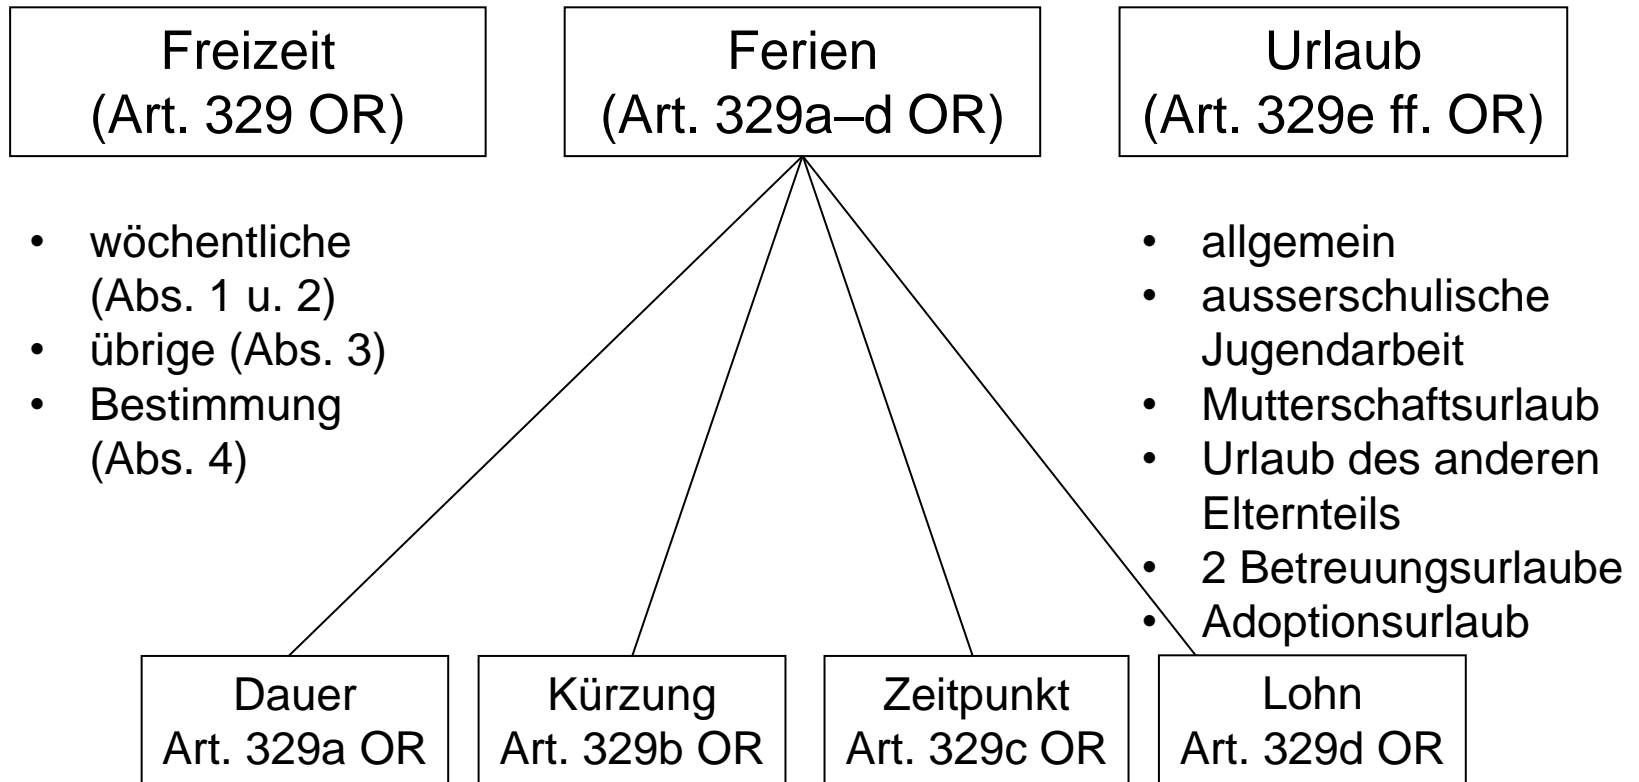 Freizeit
(Art. 329 OR)
Ferien
(Art. 329a–d OR)
Urlaub
(Art. 329e ff. OR)
• wöchentliche
(Abs. 1 u. 2)
• übrige (Abs. 3)
• Bestimmung
(Abs. 4)
• allgemein
• ausserschulische
Jugendarbeit
• Mutterschaftsurlaub
• Urlaub des anderen
Elternteils
• 2 Betreuungsurlaube
• Adoptionsurlaub
Dauer
Art. 329a OR
Kürzung
Art. 329b OR
Zeitpunkt
Art. 329c OR
Lohn
Art. 329d OR